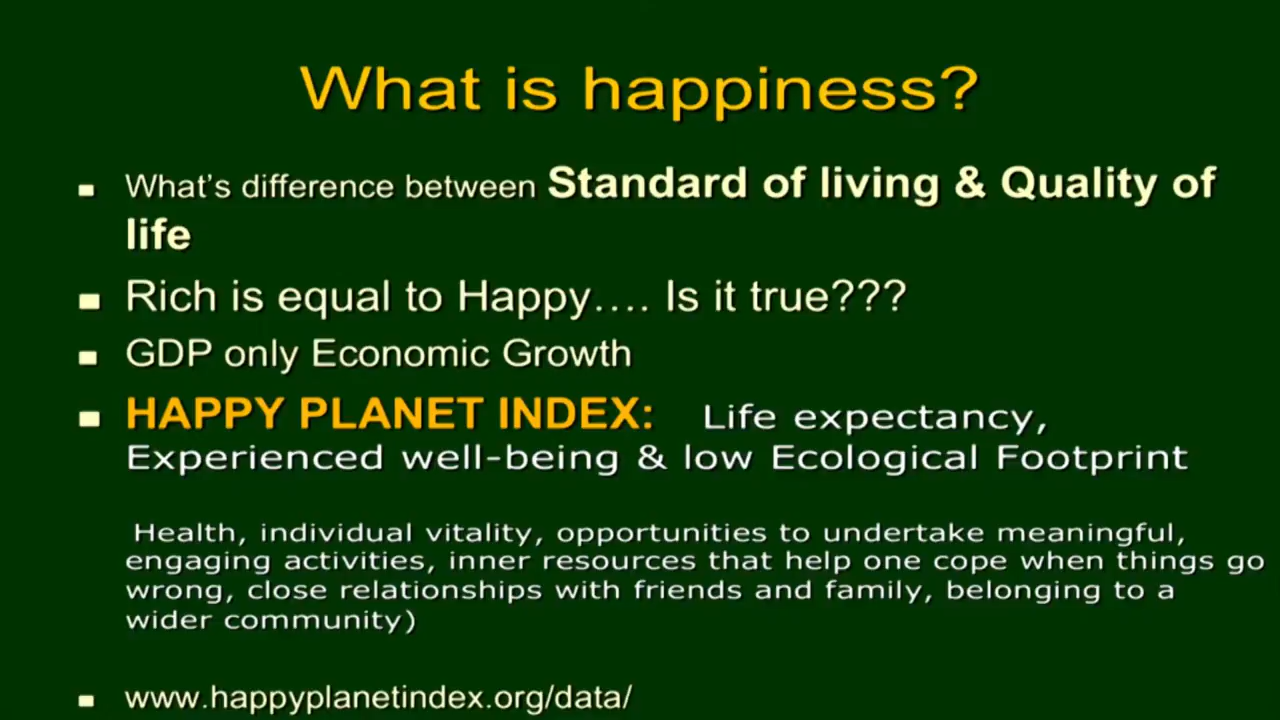 What is happiness?
What's difference between Standard of living & Quality of
life
Rich is equal to Happy…. Is it true???
GDP only Economic Growth
HAPPY PLANET INDEX: Life expectancy,
Experienced well-being & low Ecological Footprint
Health, individual vitality, opportunities to undertake meaningful,
engaging activities, inner resources that help one cope when things go
wrong, close relationships with friends and family, belonging to a
wider community)
www.happyplanetindex.org/data/